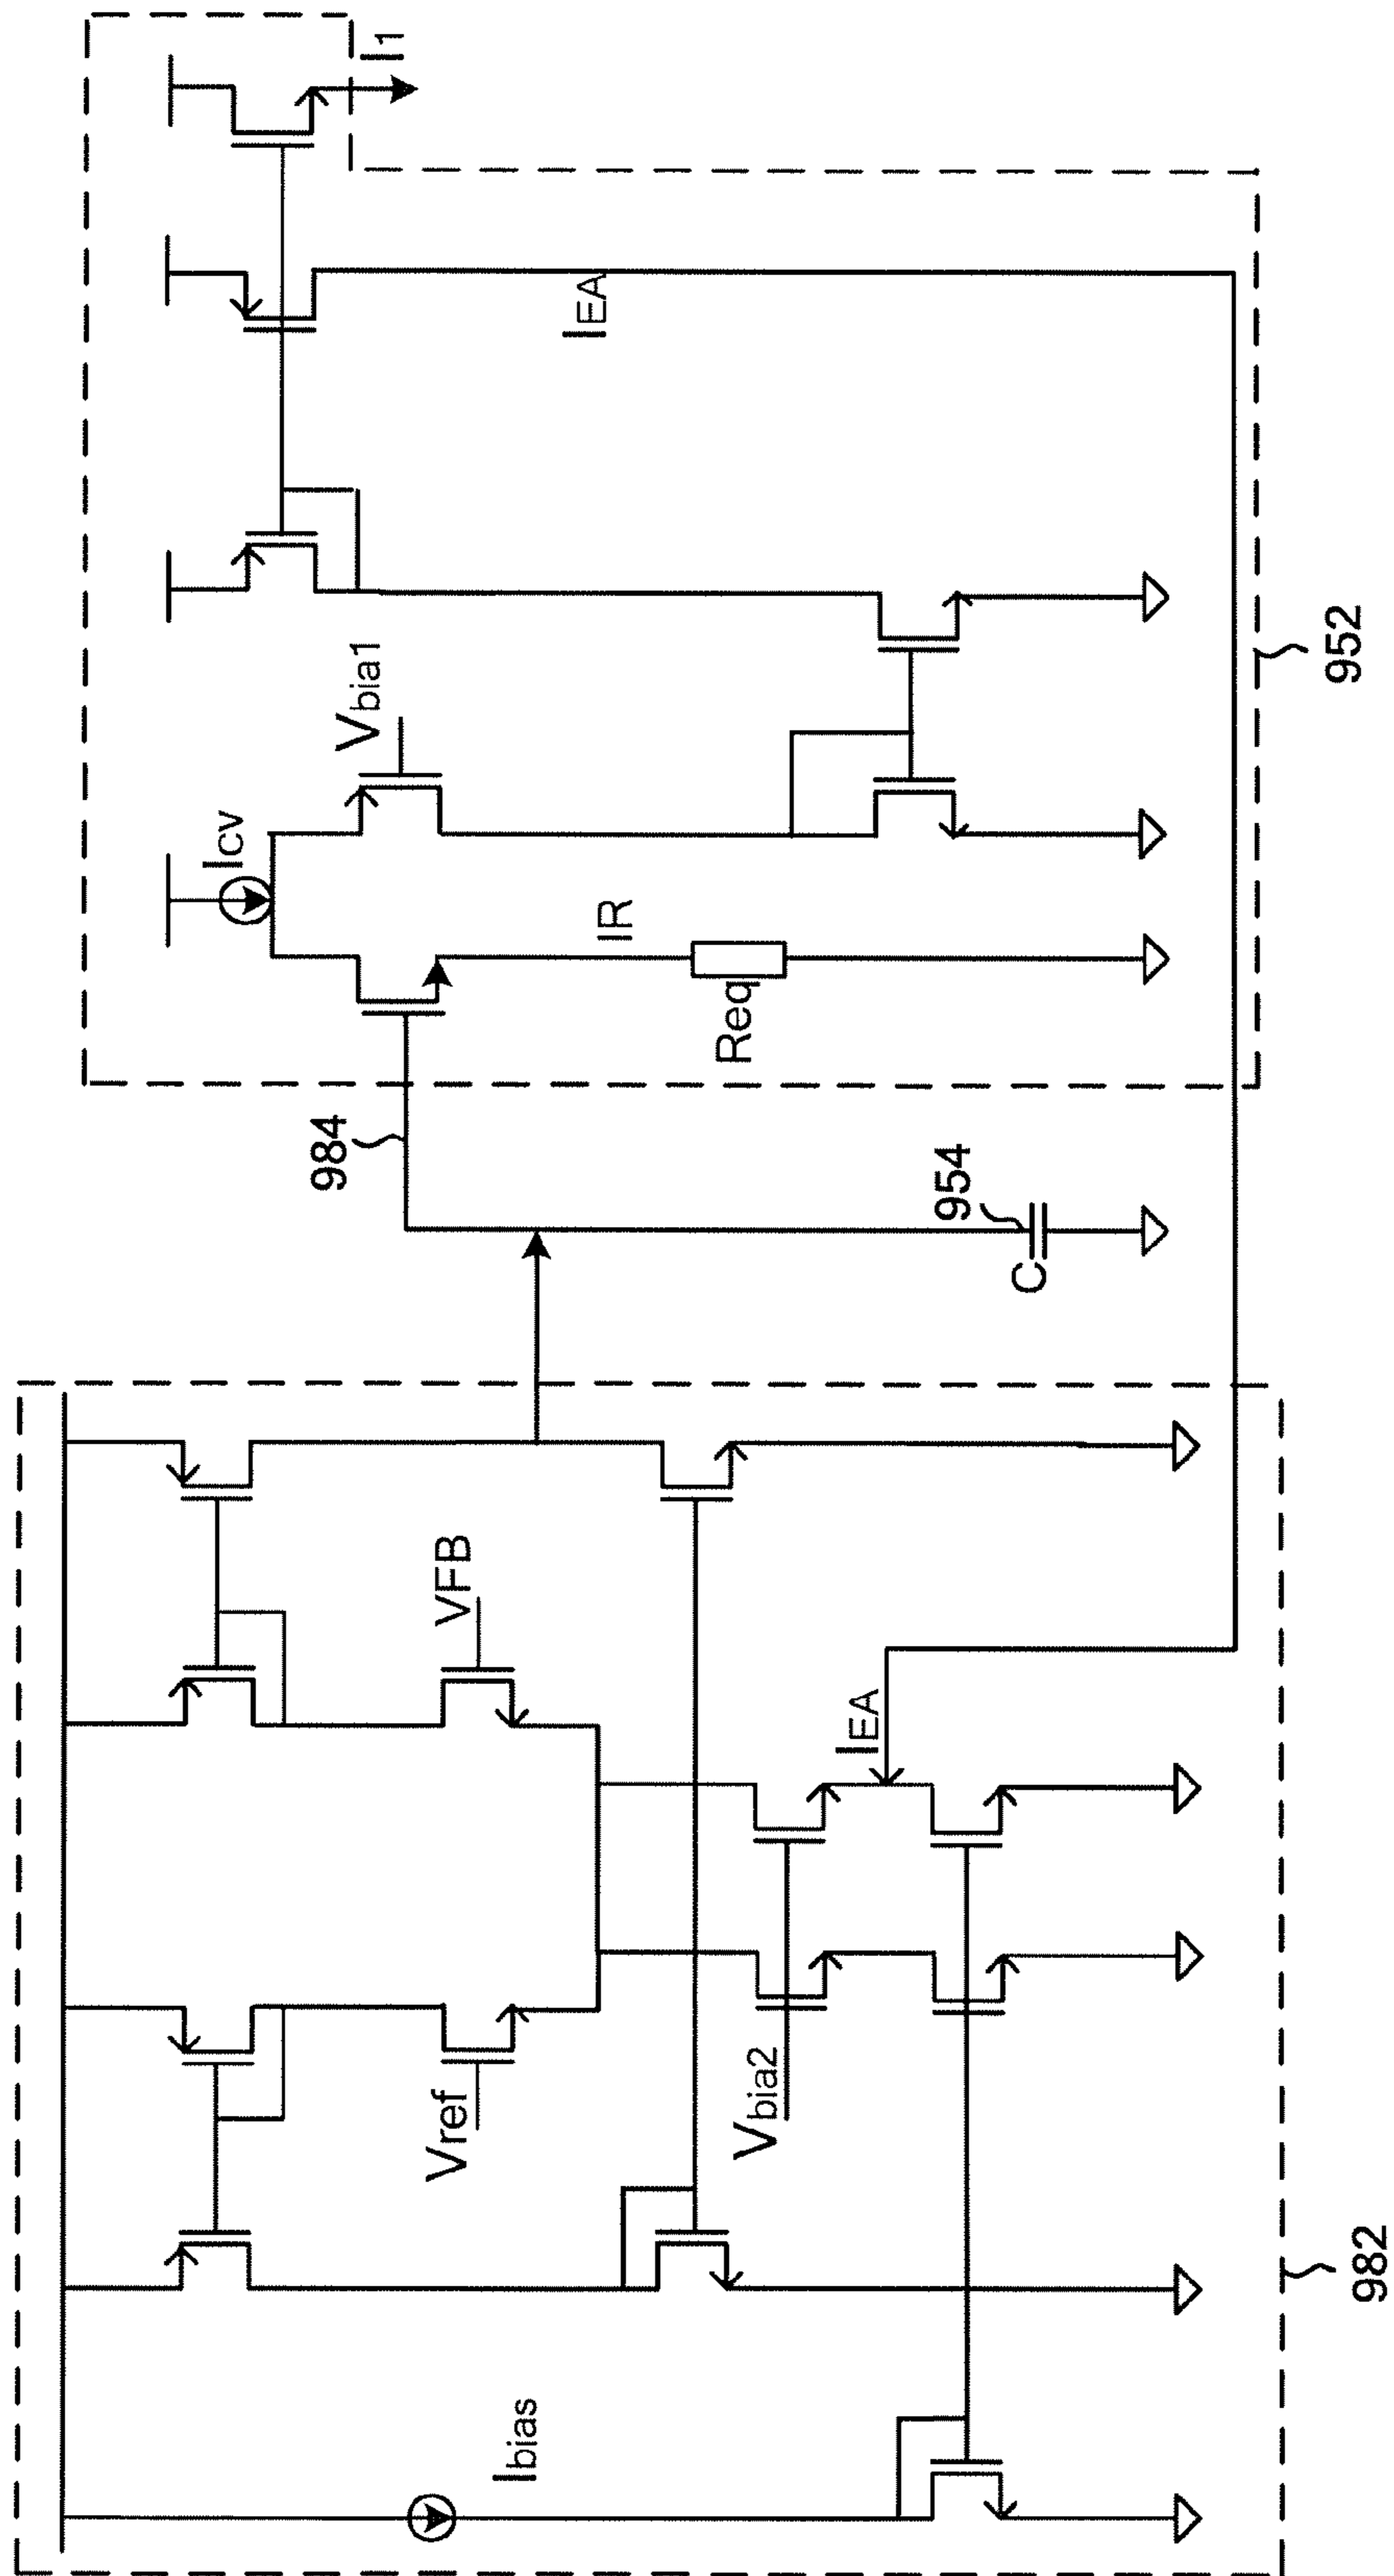 I1
IEA
Vbia1
Icv
IR
Req
952
984
954
C
VFB
IEA
Vref
Vbia2
Ibias
982